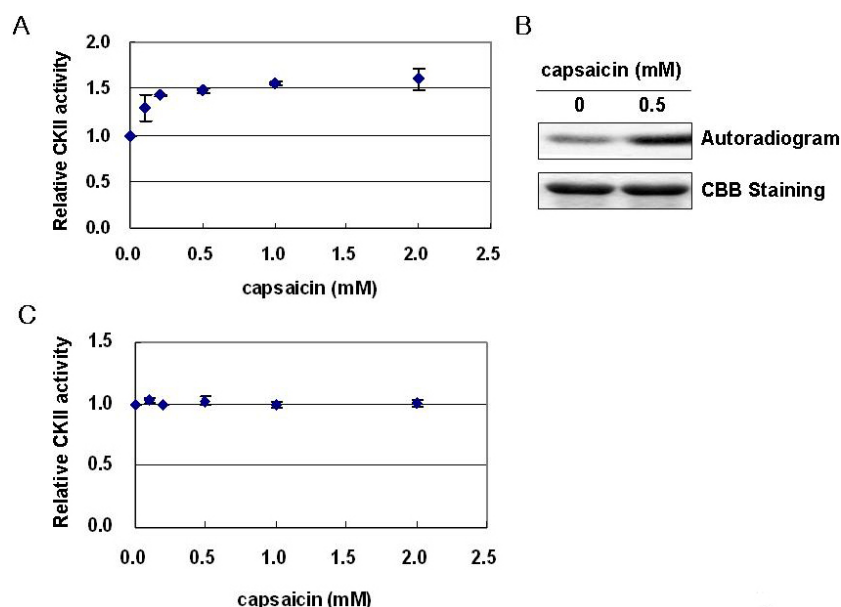 A
2.0
1.5
1.0
0.5
0.0
Relative CKII activity
0.0 0.5 1.0 1.5 2.0 2.5
capsaicin (mM)
B
capsaicin (mM)
0 0.5
Autoradiogram
CBB Staining
C
1.5
1.0
0.5
0.0
Relative CKII activity
0.0 0.5 1.0 1.5 2.0 2.5
capsaicin (mM)